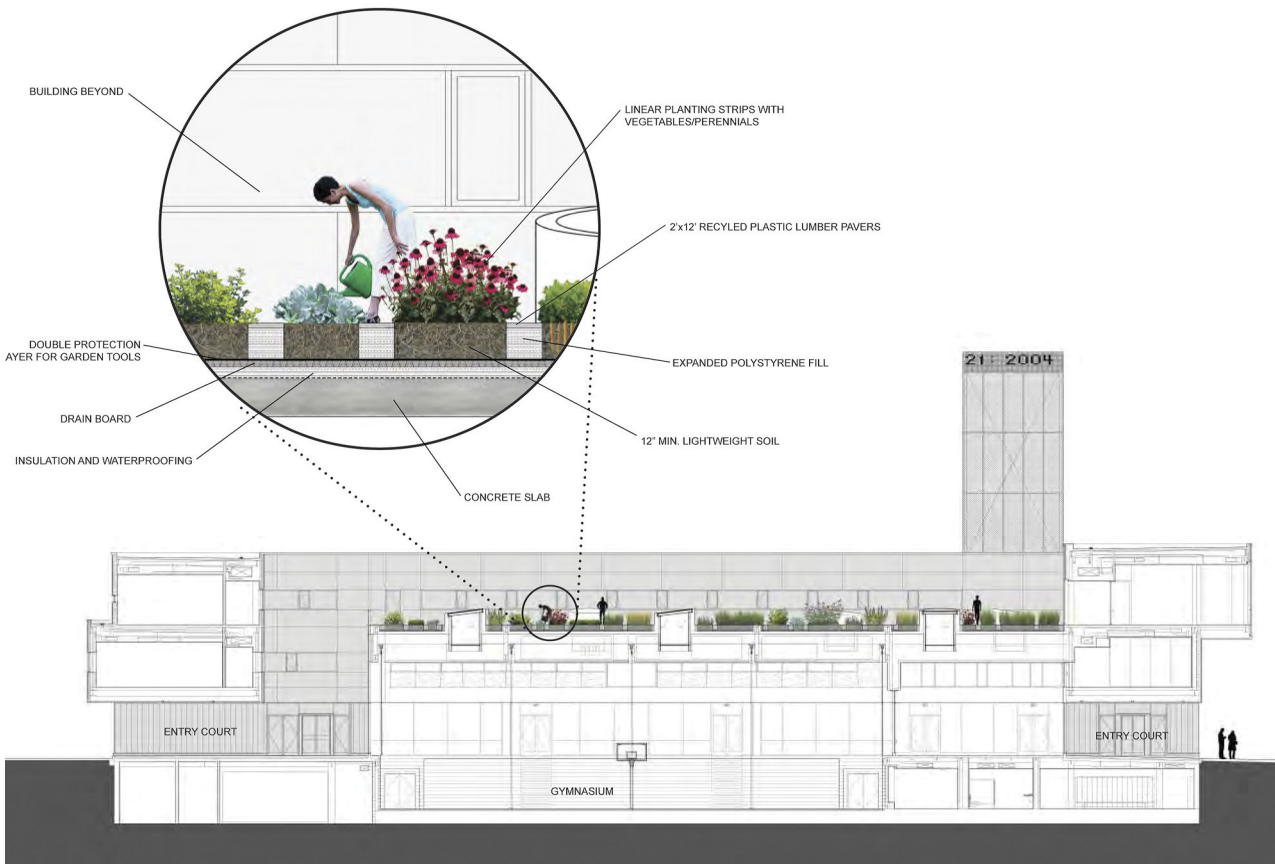 BUILDING BEYOND
LINEAR PLANTING STRIPS WITH
VEGETABLES/PERENNIALS
2'x12' RECYLED PLASTIC LUMBER PAVERS
DOUBLE PROTECTION
AYER FOR GARDEN TOOLS
EXPANDED POLYSTYRENE FILL
DRAIN BOARD
12" MIN. LIGHTWEIGHT SOIL
INSULATION AND WATERPROOFING
CONCRETE SLAB
21: 2004
ENTRY COURT
ENTRY COURT
GYMNASIUM